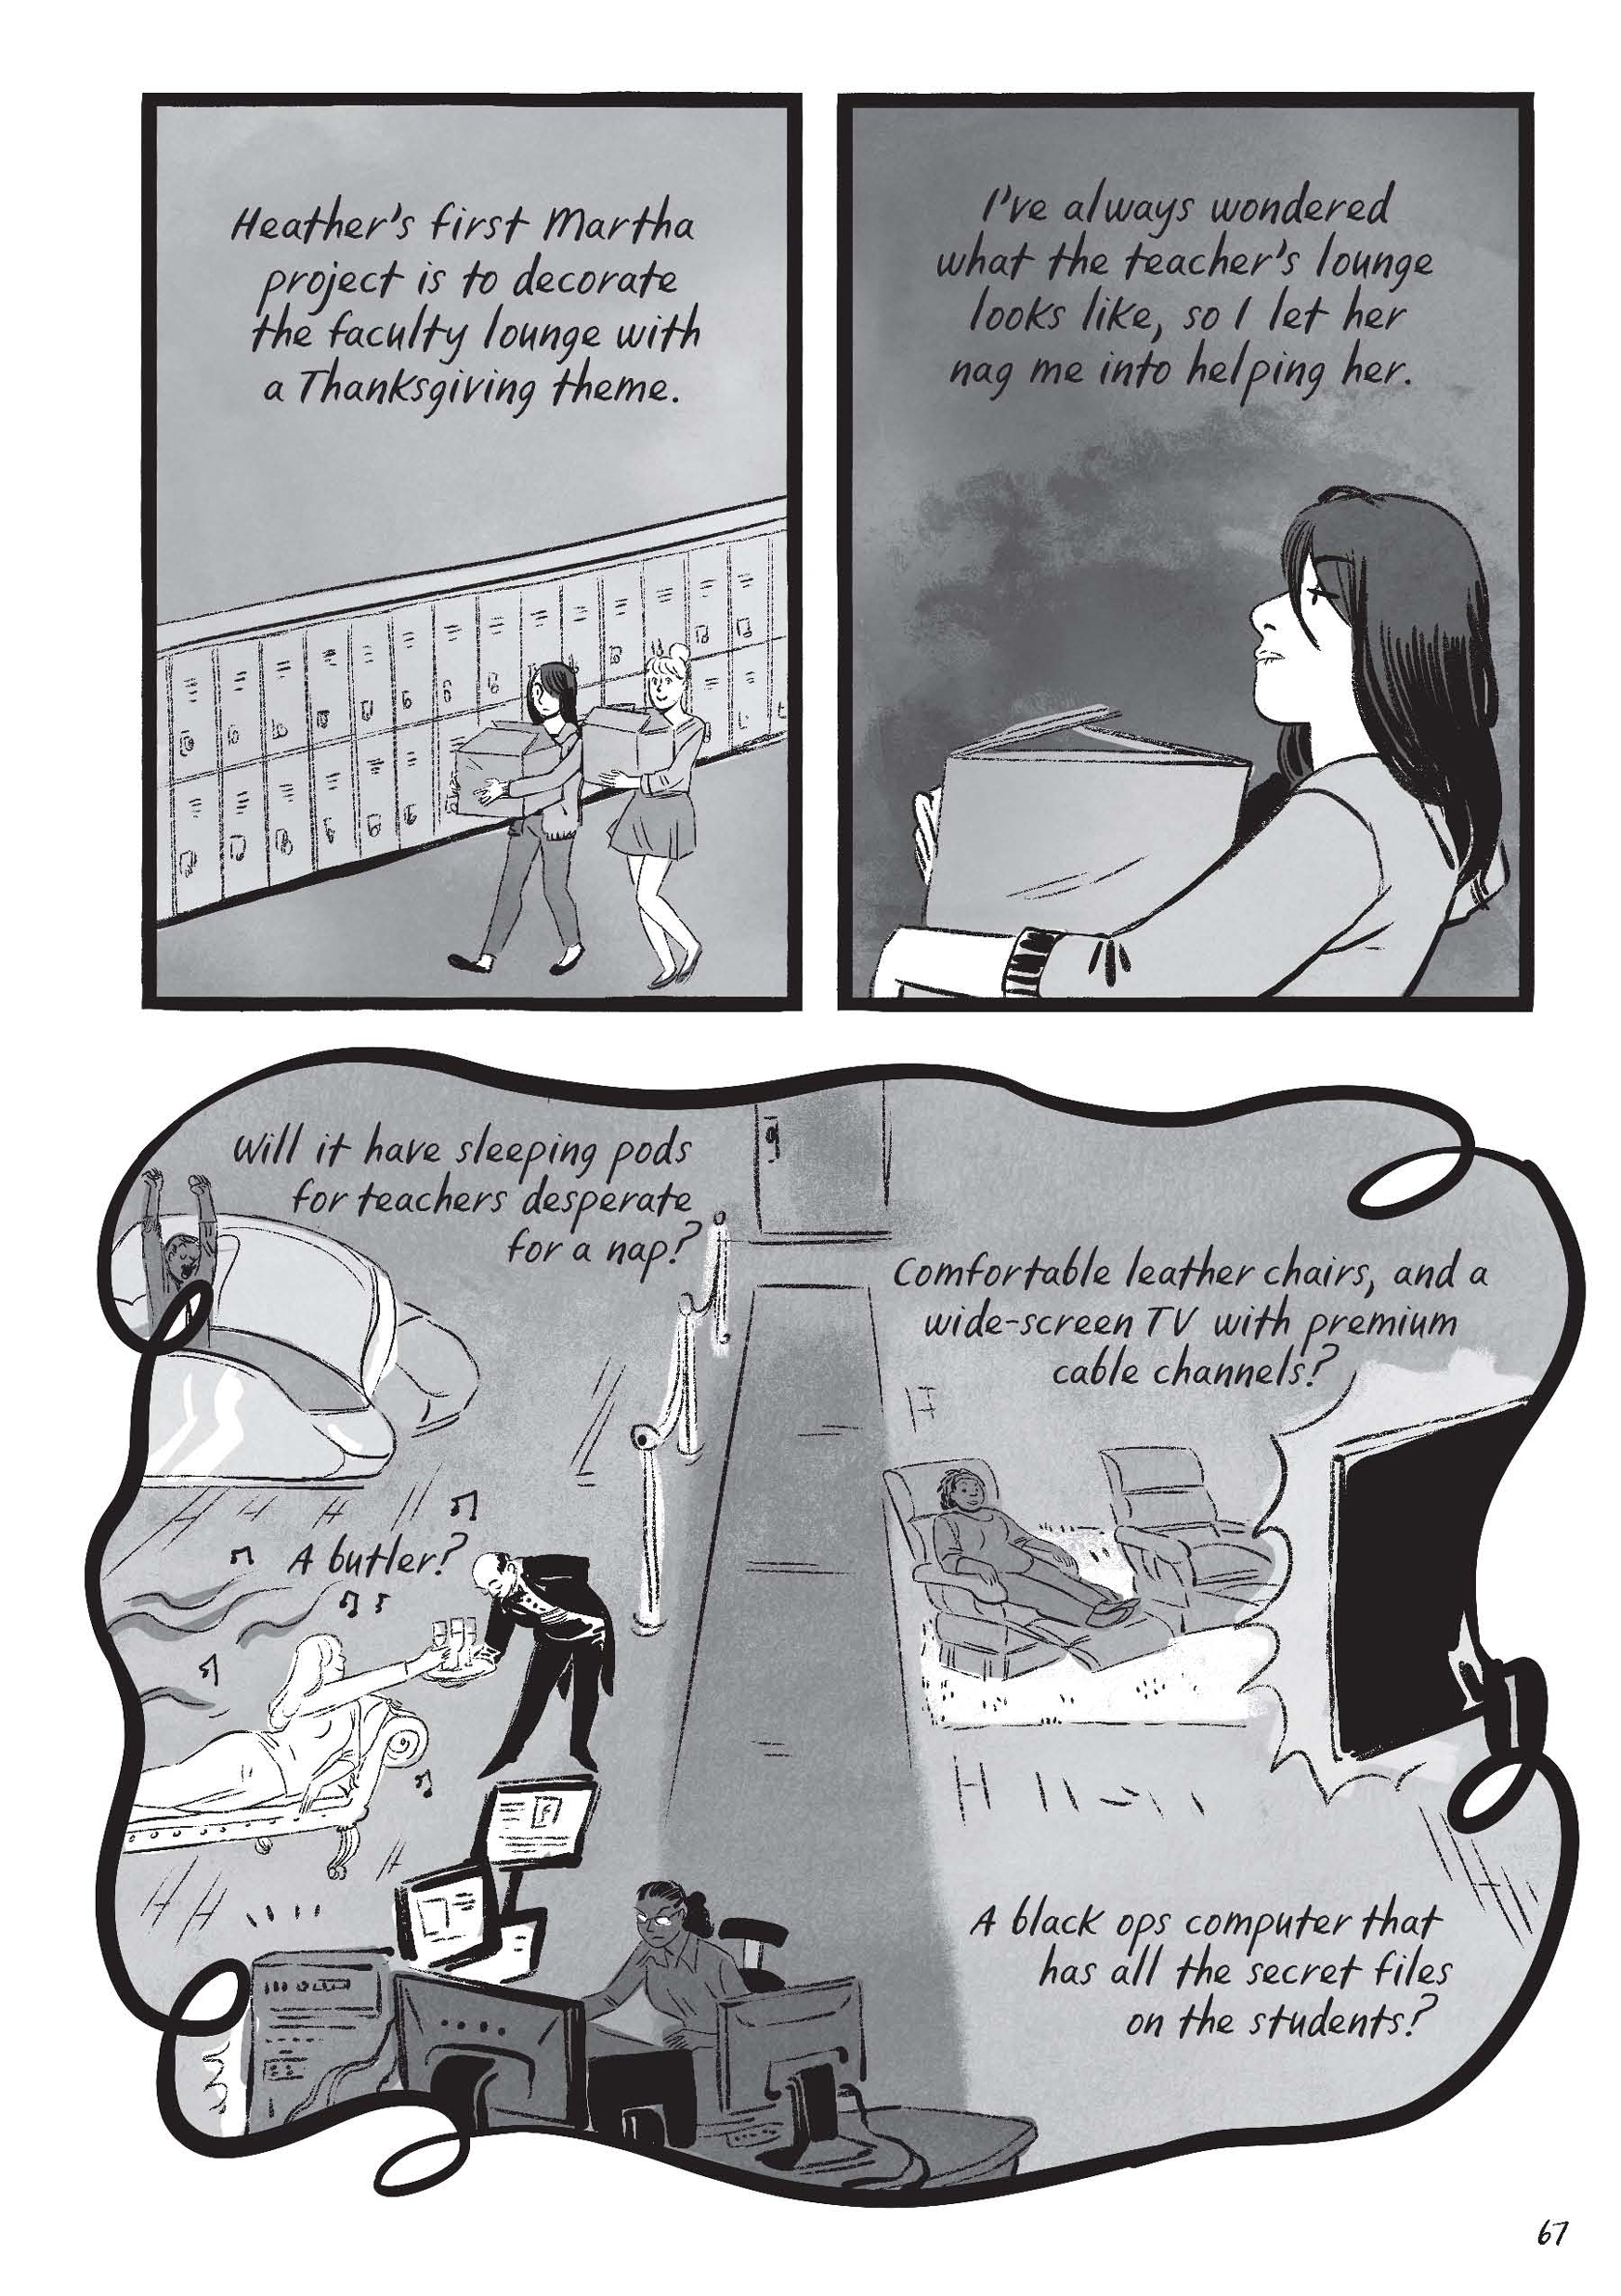 Heather's first Martha
project is to decorate
the faculty lounge with
a Thanksgiving theme.
I've always wondered
what the teacher's lounge
looks like, so I let her
nag me into helping her.
Will it have sleeping pods
for teachers desperate
for a nap?
Comfortable leather chairs, and a
wide-screen TV with premium
cable channels?
A butler?
A black ops computer that
has all the secret files
on the students?
67